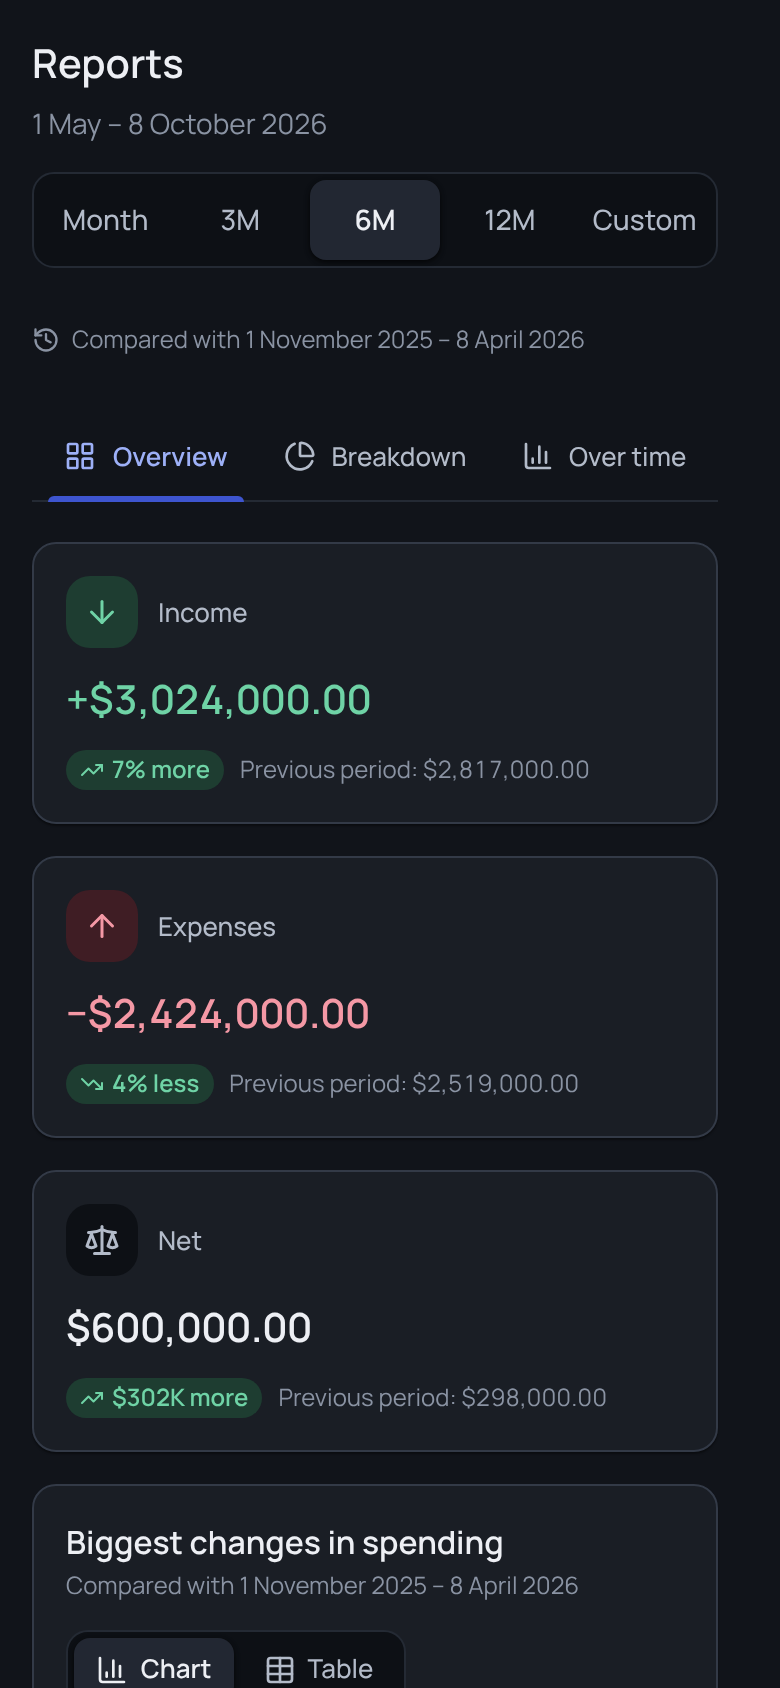 Reports
1 May – 8 October 2026
Month 3M 6M 12M Custom
Compared with 1 November 2025 – 8 April 2026
Overview Breakdown Over time
Income
+$3,024,000.00
7% more Previous period: $2,817,000.00
Expenses
−$2,424,000.00
4% less Previous period: $2,519,000.00
Net
$600,000.00
$302K more Previous period: $298,000.00
Biggest changes in spending
Compared with 1 November 2025 – 8 April 2026
Chart Table